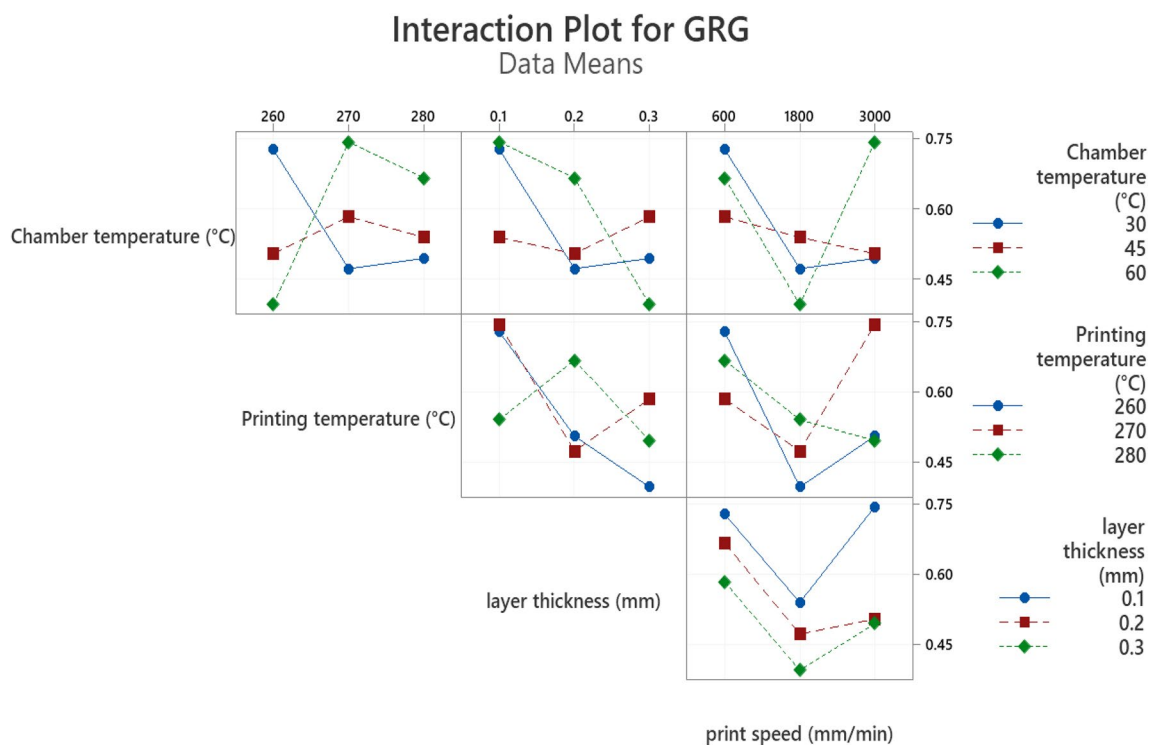 Interaction Plot for GRG
Data Means
260 270 280 0.1 0.2 0.3 600 1800 3000
0.75
0.60
0.45
Chamber temperature (°C)
Chamber
temperature
(°C)
30
45
60
0.75
0.60
0.45
Printing temperature (°C)
Printing
temperature
(°C)
260
270
280
0.75
0.60
0.45
layer thickness (mm)
layer
thickness
(mm)
0.1
0.2
0.3
print speed (mm/min)